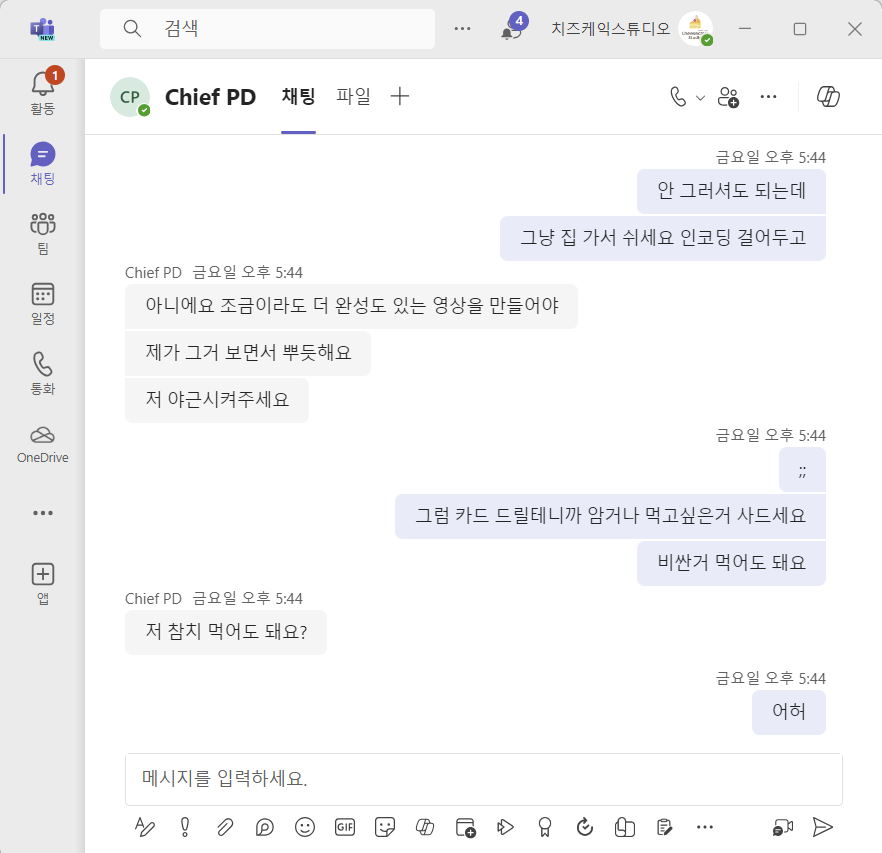 검색
4
치즈케익스튜디오
1
활동
채팅
팀
일정
통화
OneDrive
앱
CP
Chief PD
채팅
파일
금요일 오후 5:44
안 그러셔도 되는데
그냥 집 가서 쉬세요 인코딩 걸어두고
Chief PD 금요일 오후 5:44
아니에요 조금이라도 더 완성도 있는 영상을 만들어야
제가 그거 보면서 뿌듯해요
저 야근시켜주세요
금요일 오후 5:44
;;
그럼 카드 드릴테니까 암거나 먹고싶은거 사드세요
비싼거 먹어도 돼요
Chief PD 금요일 오후 5:44
저 참치 먹어도 돼요?
금요일 오후 5:44
어허
메시지를 입력하세요.
GIF